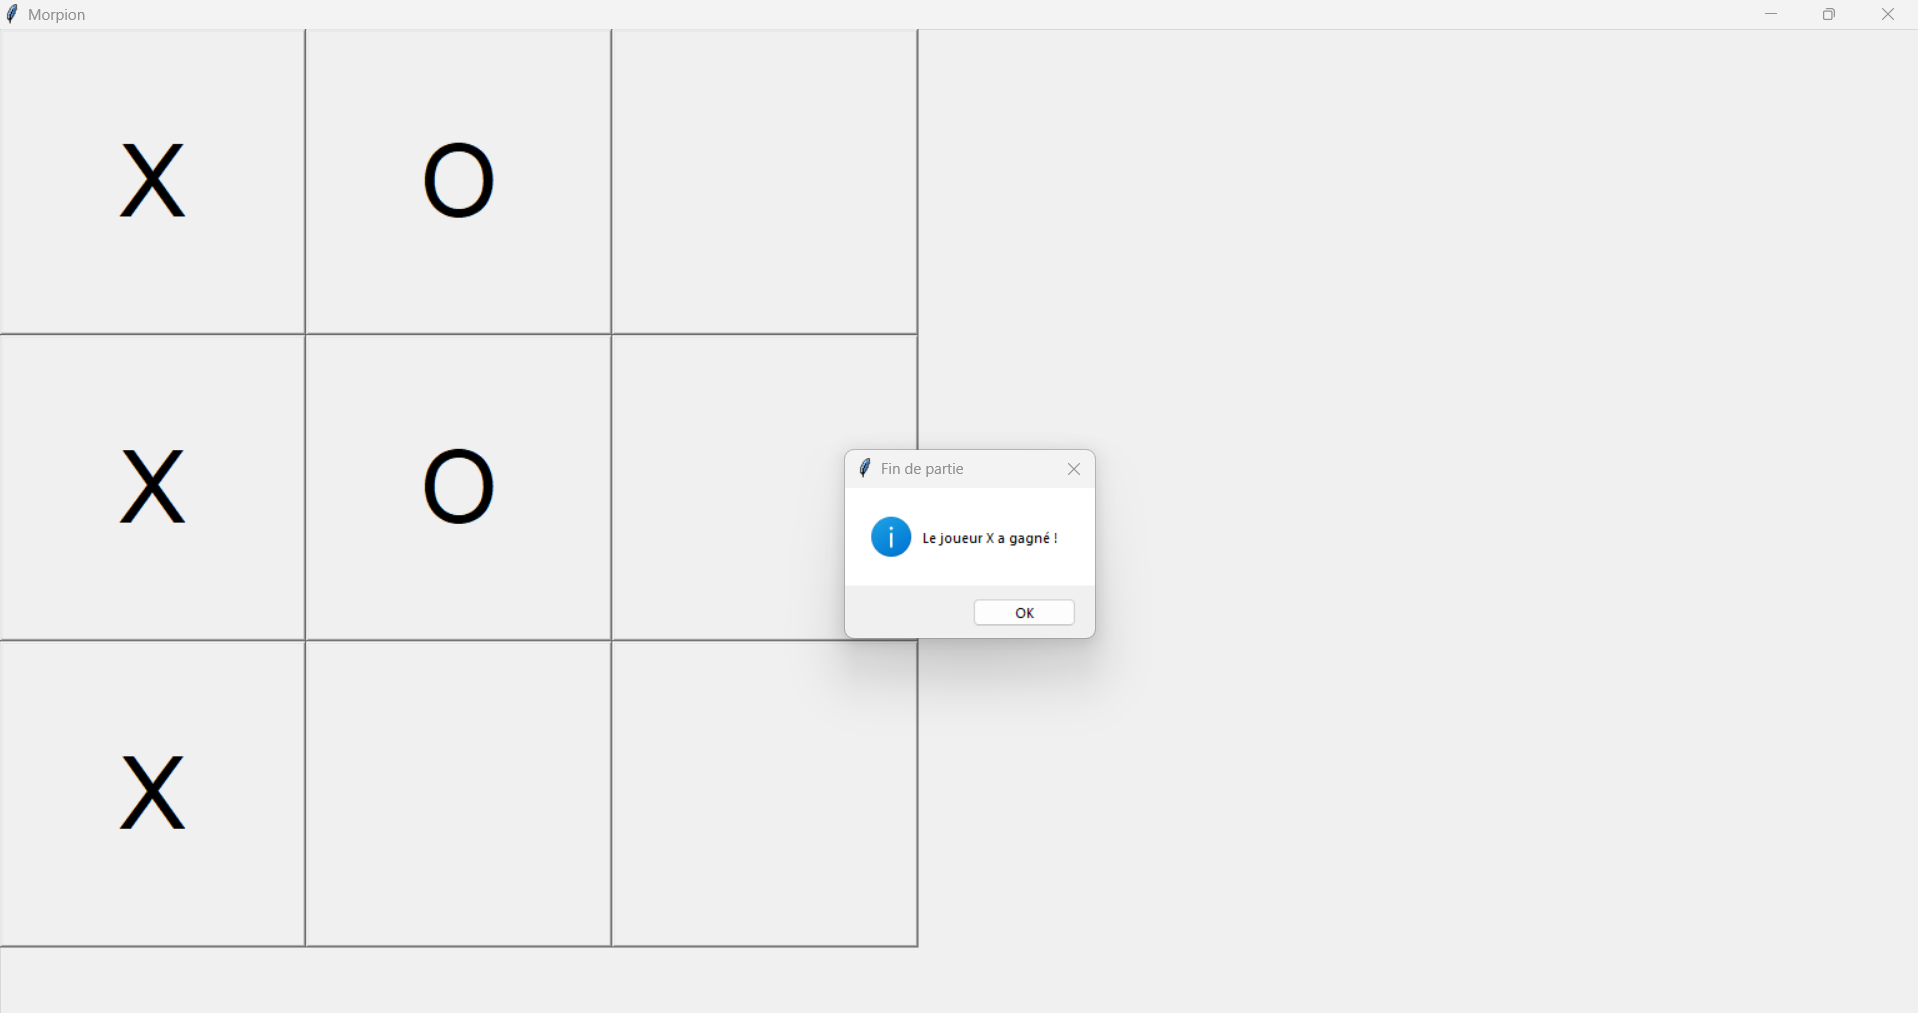 Morpion
X O
X O
Fin de partie
Le joueur X a gagné !
OK
X